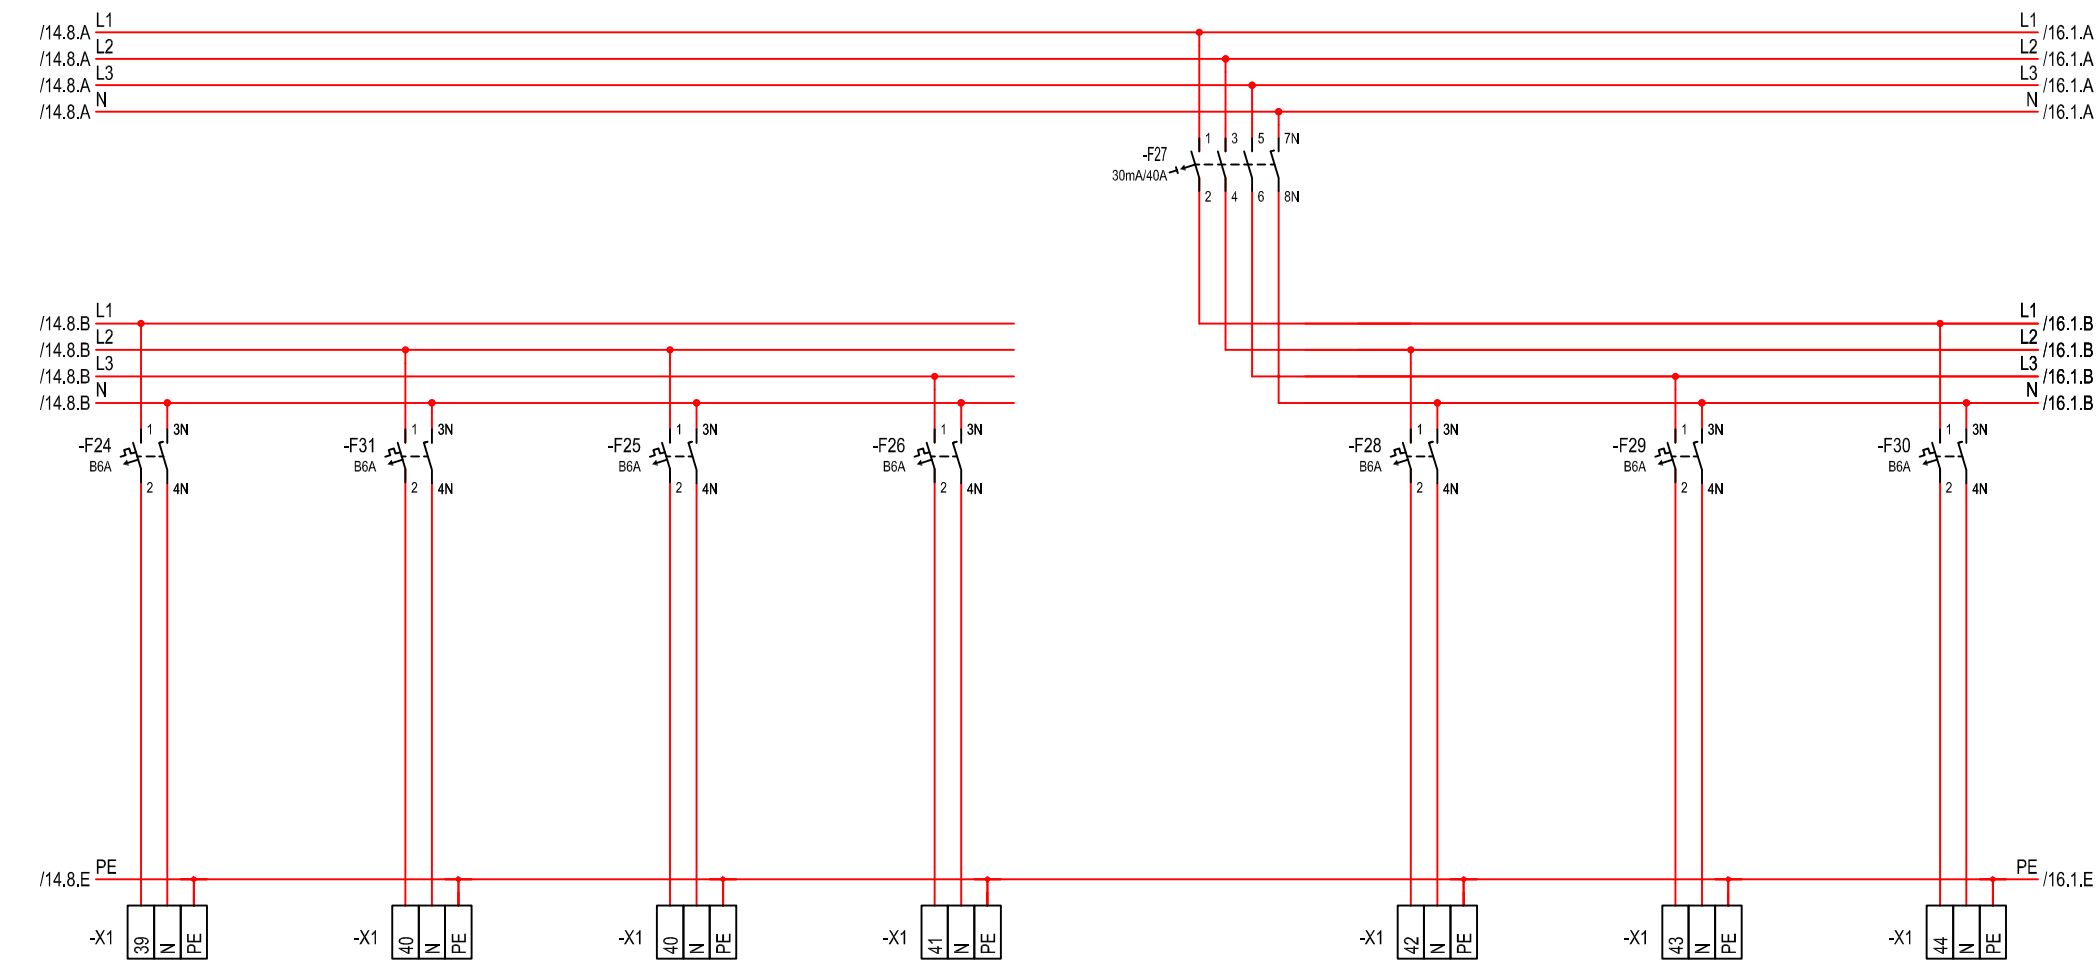 L1 L1
/14.8.A /16.1.A
L2 L2
/14.8.A /16.1.A
L3 L3
/14.8.A /16.1.A
N N
/14.8.A /16.1.A
1 3 5 7N
-F27
30mA/40A
2 4 6 8N
L1 L1
/14.8.B /16.1.B
L2 L2
/14.8.B /16.1.B
L3 L3
/14.8.B /16.1.B
N N
/14.8.B /16.1.B
1 3N 1 3N 1 3N 1 3N 1 3N 1 3N 1 3N
-F24 -F31 -F25 -F26 -F28 -F29 -F30
B6A B6A B6A B6A B6A B6A B6A
2 4N 2 4N 2 4N 2 4N 2 4N 2 4N 2 4N
PE PE
/14.8.E /16.1.E
-X1 39 N PE -X1 40 N PE -X1 40 N PE -X1 41 N PE -X1 42 N PE -X1 43 N PE -X1 44 N PE